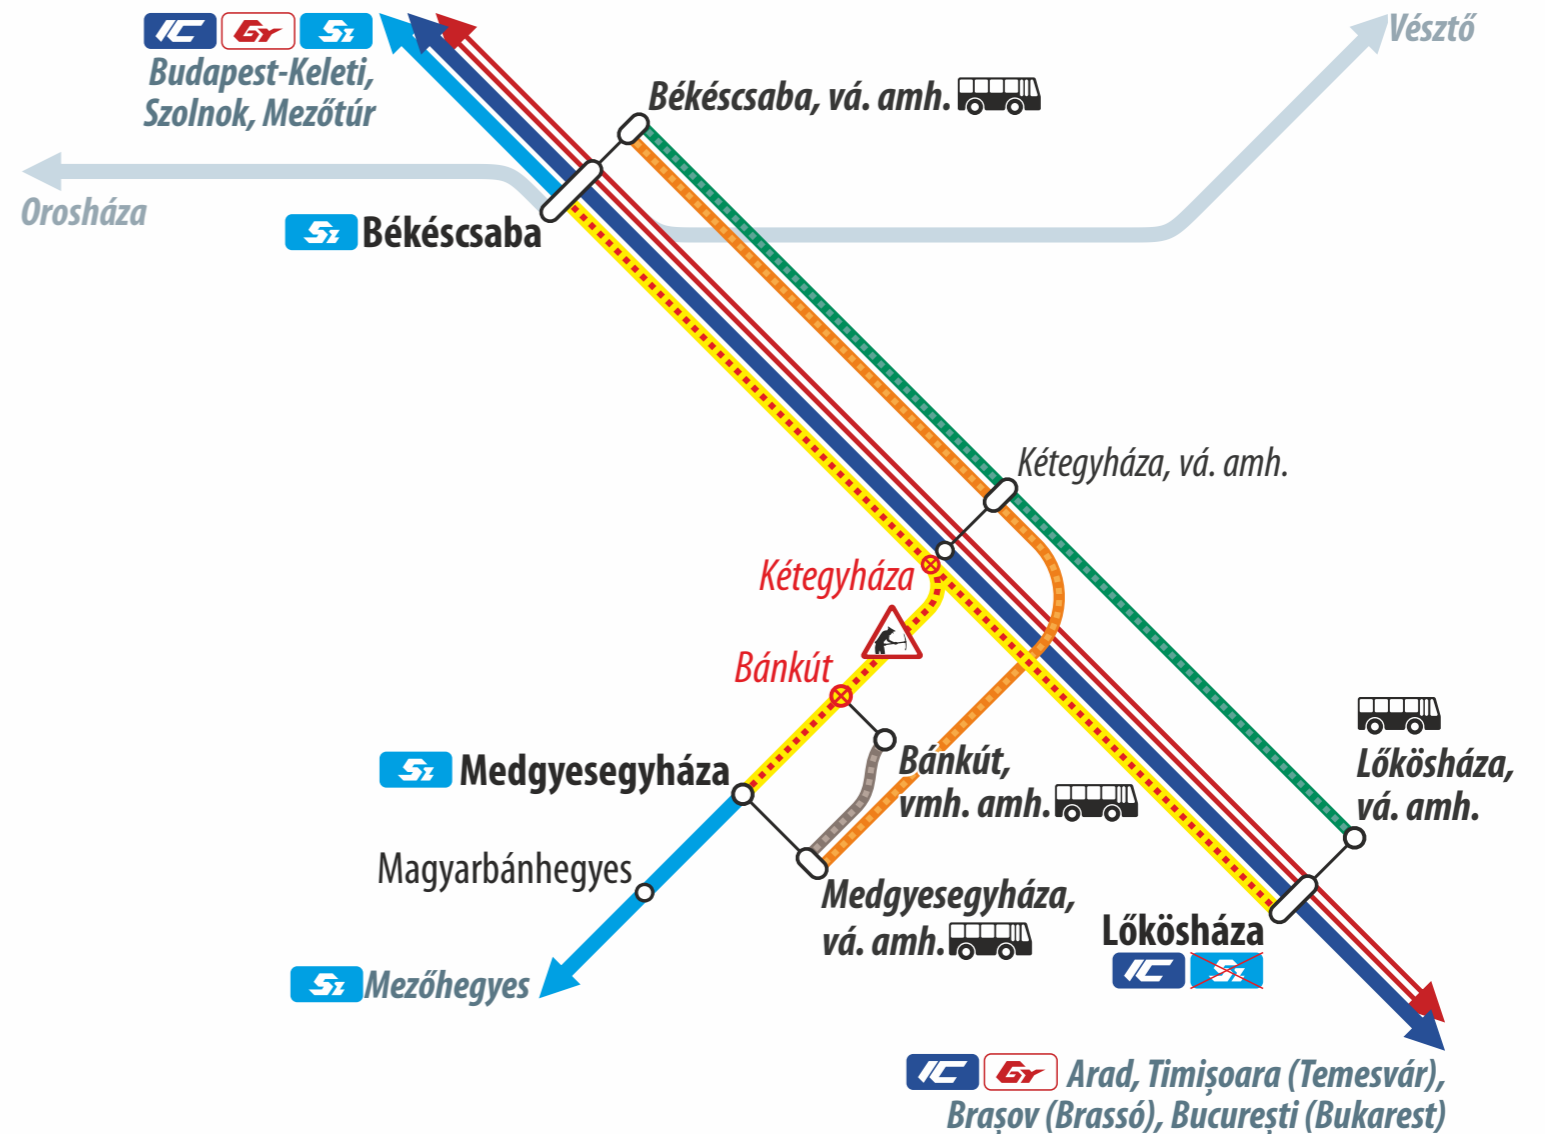 IC Gy Sz
Budapest-Keleti,
Szolnok, Mezőtúr
Vésztő
Békéscsaba, vá. amh.
Orosháza
Sz Békéscsaba
Kétegyháza, vá. amh.
Kétegyháza
Bánkút
Sz Medgyesegyháza
Bánkút,
vmh. amh.
Lőkösháza,
vá. amh.
Magyarbánhegyes
Medgyesegyháza,
vá. amh.
Lőkösháza
IC Sz
Sz Mezőhegyes
IC Gy Arad, Timișoara (Temesvár),
Brașov (Brassó), București (Bukarest)